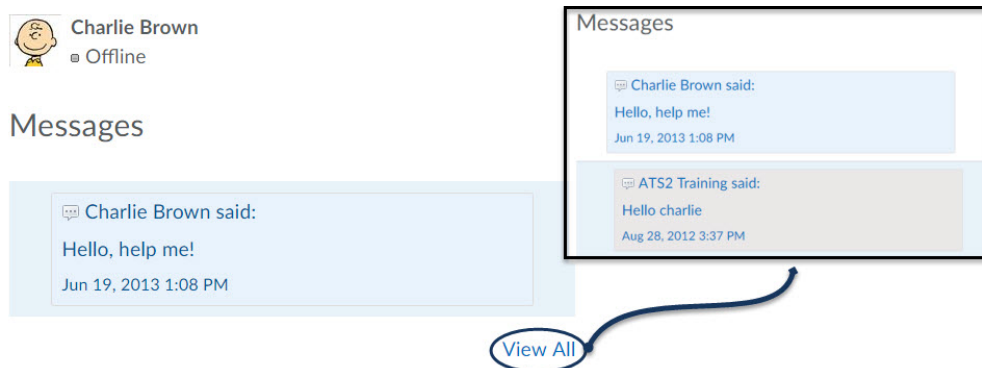 Charlie Brown
Offline
Messages
Charlie Brown said:
Hello, help me!
Jun 19, 2013 1:08 PM
View All
Messages
Charlie Brown said:
Hello, help me!
Jun 19, 2013 1:08 PM
ATS2 Training said:
Hello charlie
Aug 28, 2012 3:37 PM